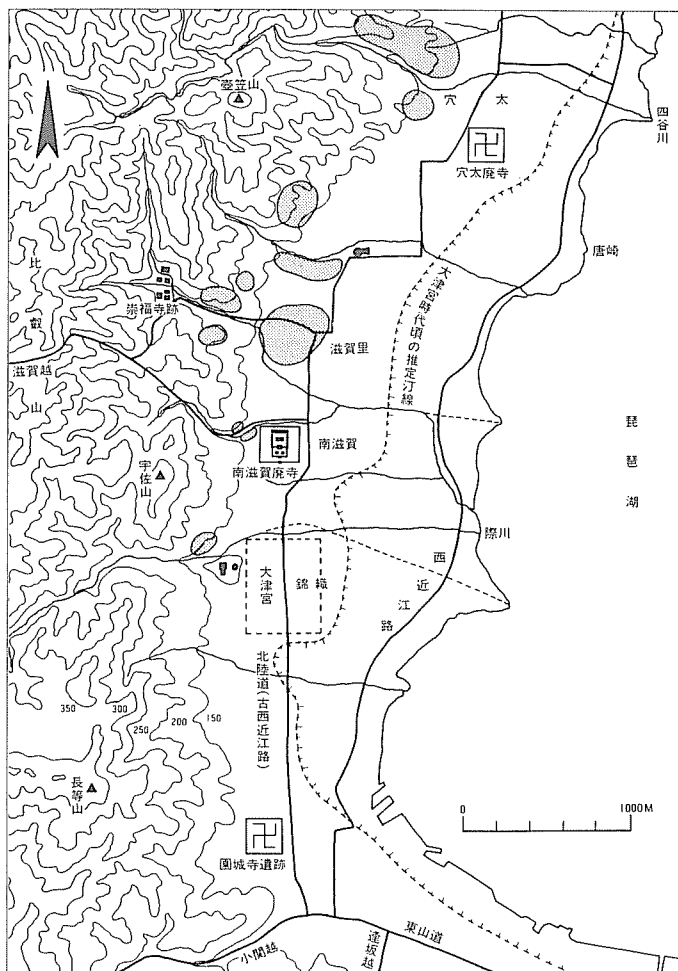 壺笠山
穴太
四谷川
穴太廃寺
唐崎
比叡山
崇福寺跡
大津宮時代頃の推定汀線
滋賀里
滋賀越
南滋賀
琵琶湖
宇佐山
南滋賀廃寺
際川
大津宮
錦織
西近江路
北陸道(古西近江路)
350
300
250
200
150
長等山
0
1000M
園城寺遺跡
東山道
小関越
逢坂越